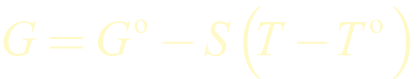 G = G° − S(T − T°)